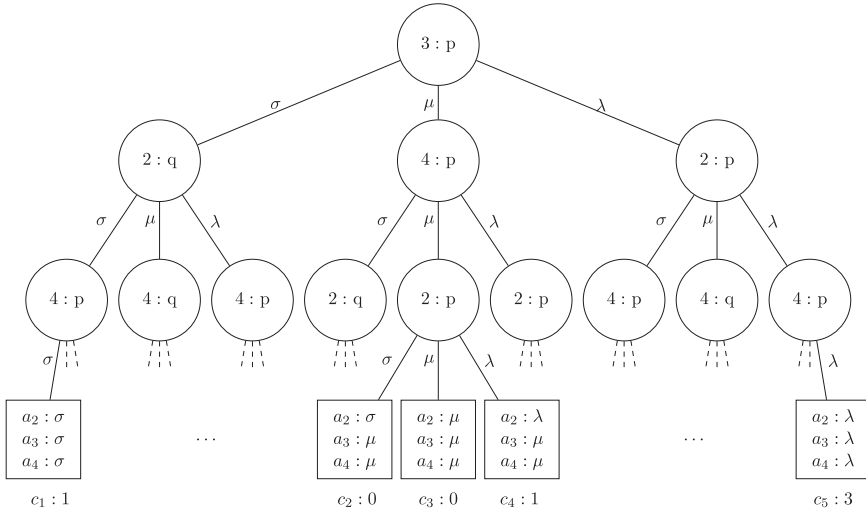 3 : p
σ μ λ
2 : q 4 : p 2 : p
σ μ λ σ μ λ σ μ λ
4 : p 4 : q 4 : p 2 : q 2 : p 2 : p 4 : p 4 : q 4 : p
σ σ μ λ λ
a₂ : σ a₂ : σ a₂ : μ a₂ : λ a₂ : λ
a₃ : σ ... a₃ : μ a₃ : μ a₃ : μ ... a₃ : λ
a₄ : σ a₄ : μ a₄ : μ a₄ : μ a₄ : λ
c₁ : 1 c₂ : 0 c₃ : 0 c₄ : 1 c₅ : 3